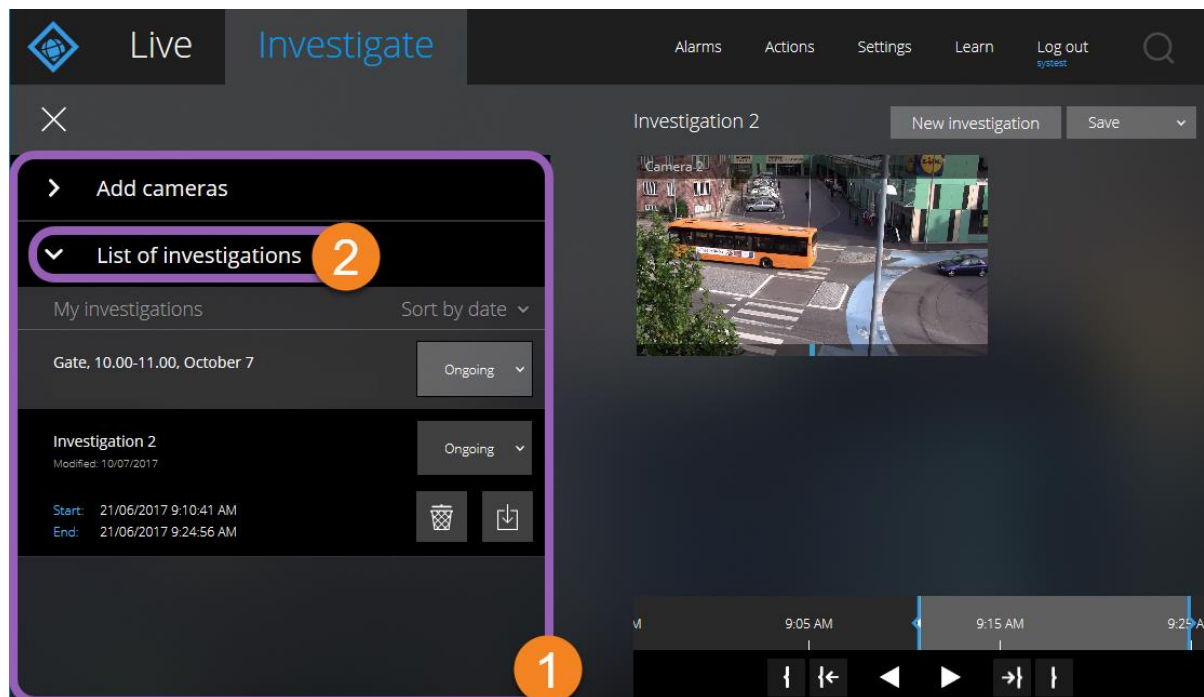 Live
Investigate
Alarms
Actions
Settings
Learn
Log out
systest
Investigation 2
New investigation
Save
Add cameras
List of investigations
2
My investigations
Sort by date
Gate, 10.00-11.00, October 7
Ongoing
Investigation 2
Modified: 10/07/2017
Ongoing
Start: 21/06/2017 9:10:41 AM
End: 21/06/2017 9:24:56 AM
Camera 2
9:05 AM
9:15 AM
1